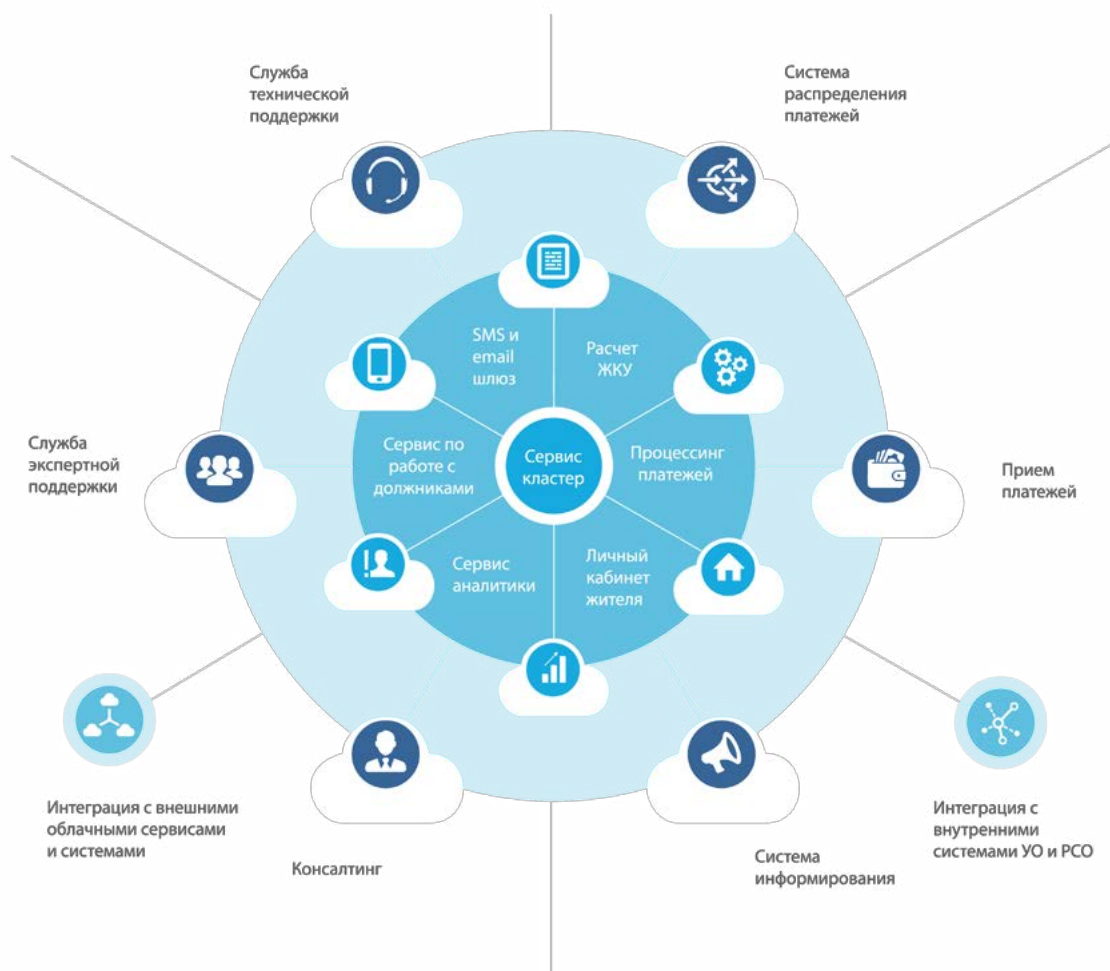 Служба
технической
поддержки
Система
распределения
платежей
SMS и
email
шлюз
Расчет
ЖКУ
Служба
экспертной
поддержки
Сервис по
работе с
должниками
Сервис
кластер
Процессинг
платежей
Прием
платежей
Сервис
аналитики
Личный
кабинет
жителя
Интеграция с внешними
облачными сервисами
и системами
Консалтинг
Система
информирования
Интеграция с
внутренними
системами УО и РСО